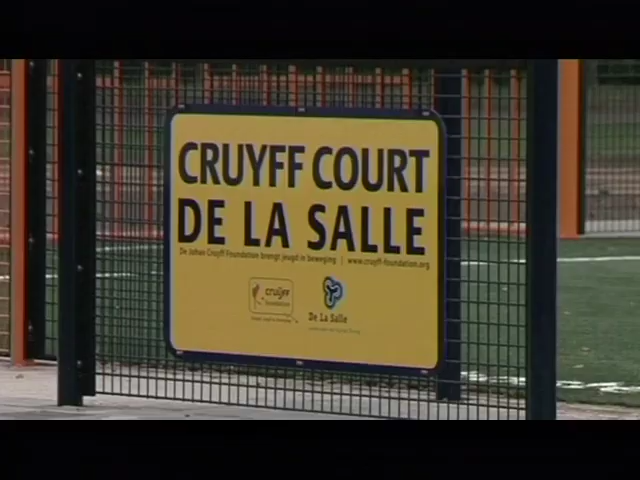 CRUYFF COURT
DE LA SALLE
De Johan Cruyff Foundation brengt jeugd in beweging | www.cruyff-foundation.org
cruyff
foundation
De La Salle